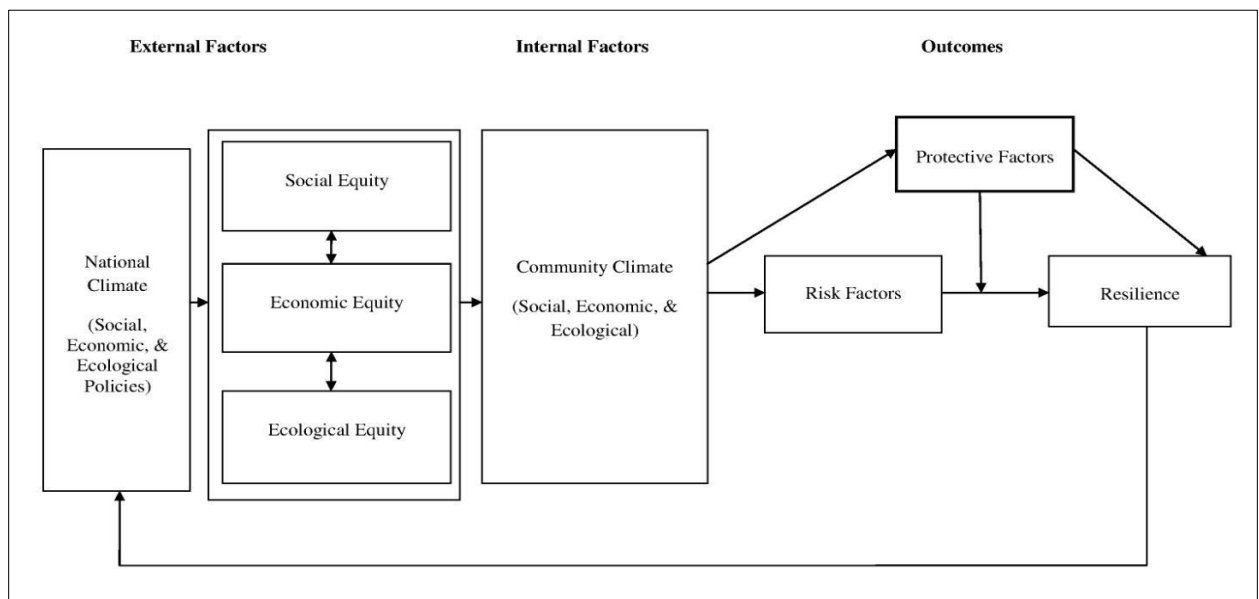 External Factors
Internal Factors
Outcomes
National
Climate
(Social,
Economic, &
Ecological
Policies)
Social Equity
Economic Equity
Ecological Equity
Community Climate
(Social, Economic, &
Ecological)
Protective Factors
Risk Factors
Resilience